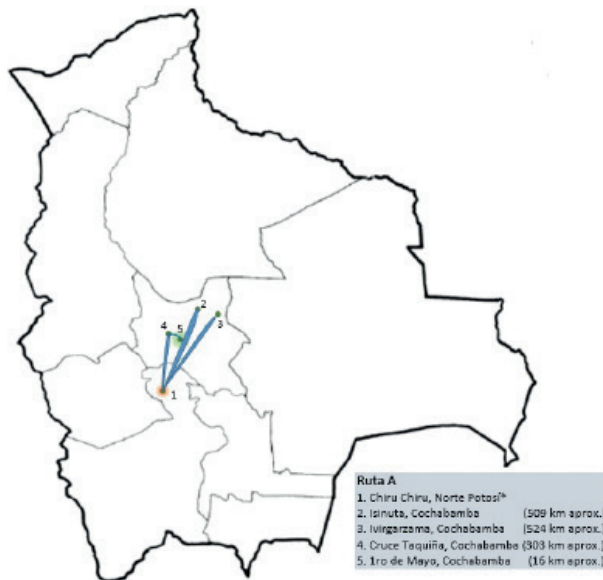 2
4
5
3
1
Ruta A
1. Chiru Chiru, Norte Potosí*
2. Isinuta, Cochabamba (509 km aprox.)
3. Ivirgarzama, Cochabamba (524 km aprox.)
4. Cruce Taquiña, Cochabamba (303 km aprox.)
5. 1ro de Mayo, Cochabamba (16 km aprox.)